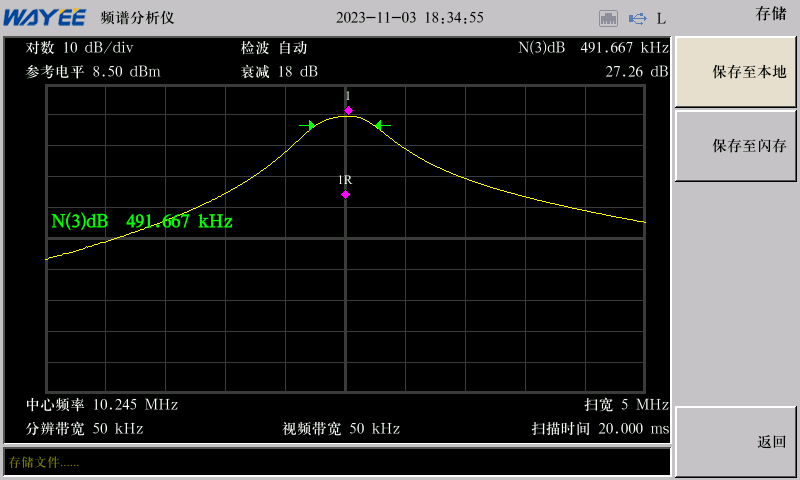 WAYEE 频谱分析仪 2023-11-03 18:34:55 L 存储
对数 10 dB/div 检波 自动 N(3)dB 491.667 kHz
参考电平 8.50 dBm 衰减 18 dB 27.26 dB
保存至本地
1
保存至闪存
1R
N(3)dB 491.667 kHz
中心频率 10.245 MHz 扫宽 5 MHz
分辨带宽 50 kHz 视频带宽 50 kHz 扫描时间 20.000 ms
返回
存储文件......